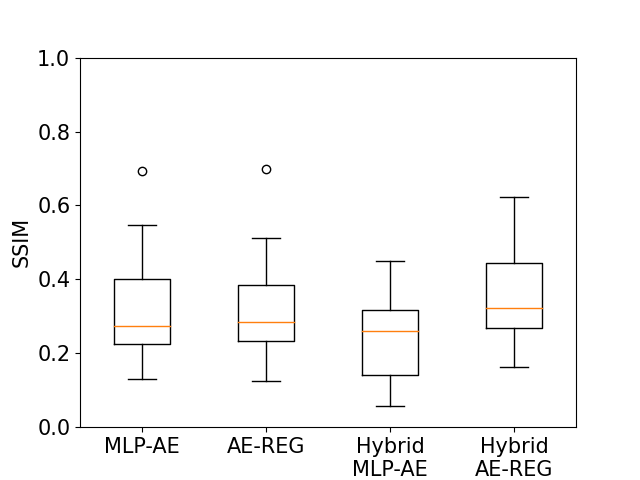 1.0
0.8
0.6
0.4
0.2
0.0
SSIM
MLP-AE
AE-REG
Hybrid
MLP-AE
Hybrid
AE-REG